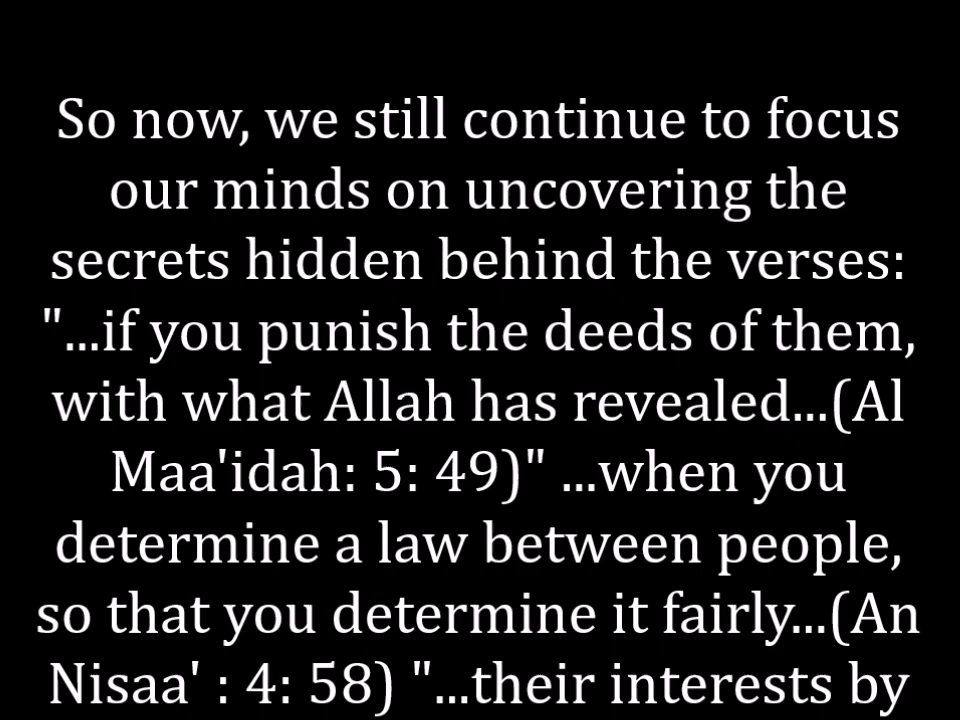 So now, we still continue to focus
our minds on uncovering the
secrets hidden behind the verses:
"...if you punish the deeds of them,
with what Allah has revealed...(Al
Maa'idah: 5: 49)" ...when you
determine a law between people,
so that you determine it fairly...(An
Nisaa' : 4: 58) "...their interests by